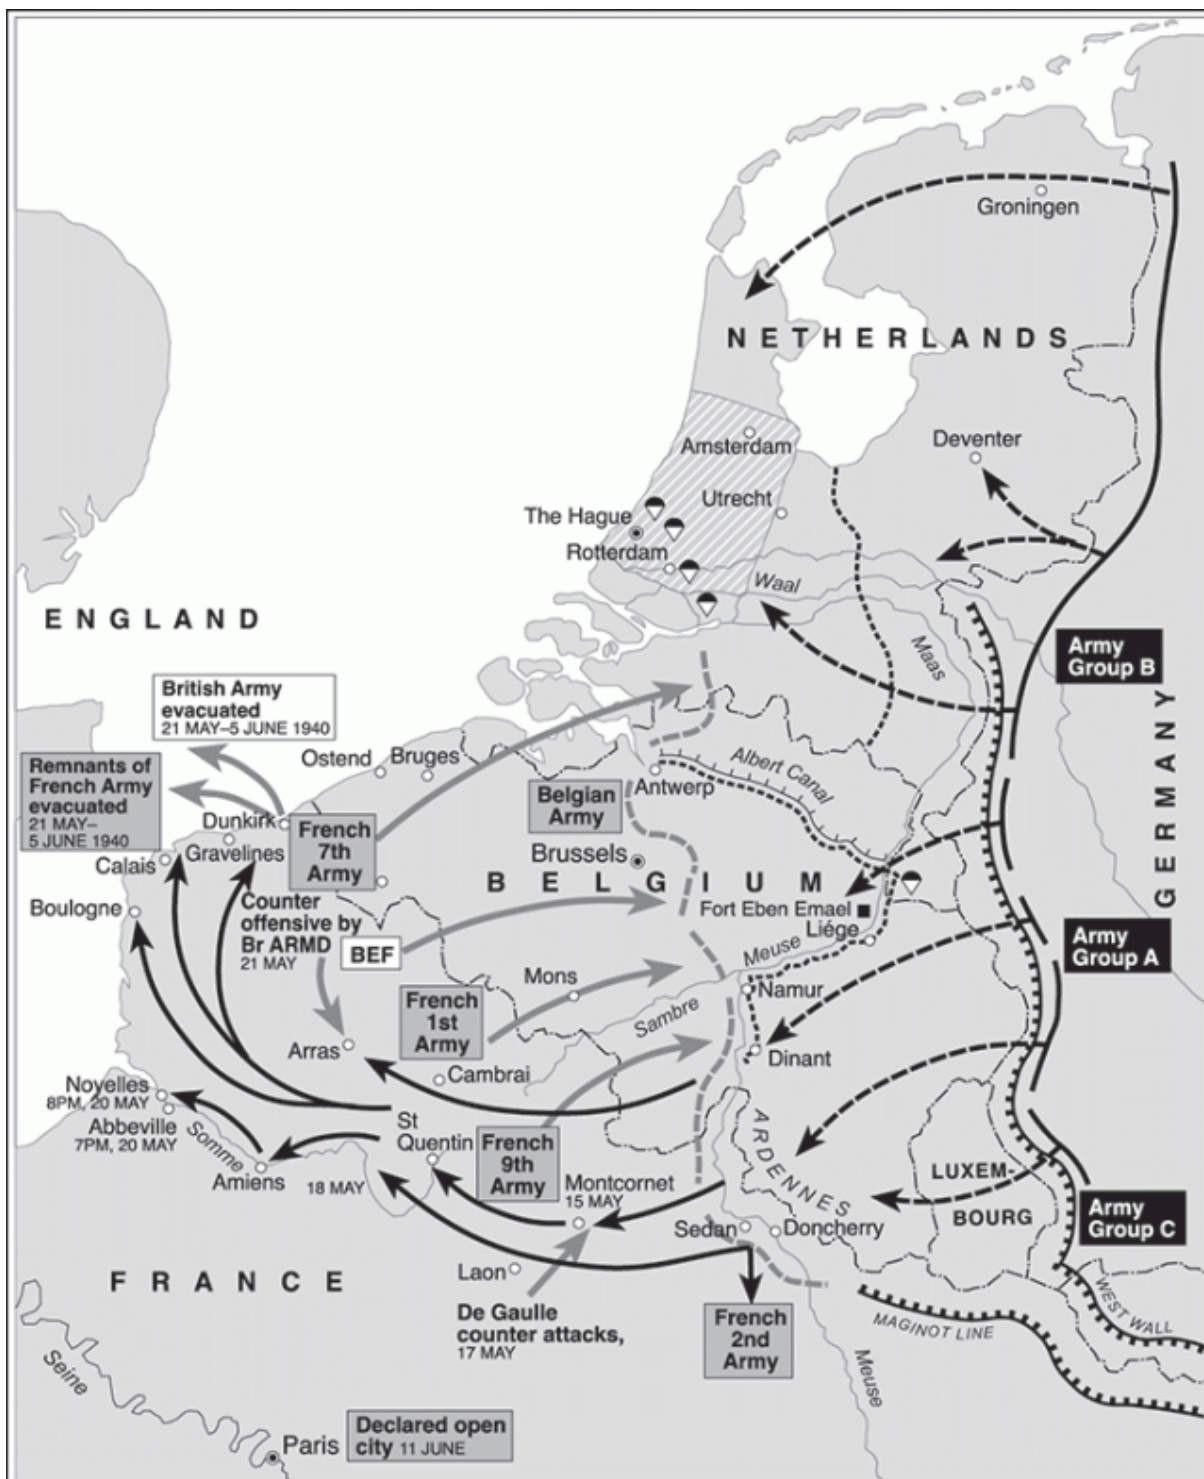 Groningen
NETHERLANDS
Deventer
Amsterdam
Utrecht
The Hague
Rotterdam
Waal
ENGLAND
Maas
Army
Group B
GERMANY
British Army
evacuated
21 MAY–5 JUNE 1940
Remnants of
French Army
evacuated
21 MAY–
5 JUNE 1940
Ostend
Bruges
Albert Canal
Antwerp
Belgian
Army
Dunkirk
French
7th
Army
Gravelines
Calais
Brussels
BELGIUM
Boulogne
Counter
offensive by
Br ARMD
21 MAY
BEF
Fort Eben Emael
Liége
Meuse
Army
Group A
Mons
Namur
French
1st
Army
Sambre
Arras
Dinant
Cambrai
Noyelles
8PM, 20 MAY
Abbeville
7PM, 20 MAY
Somme
Amiens
18 MAY
St
Quentin
French
9th
Army
ARDENNES
Montcornet
15 MAY
LUXEM-
BOURG
Army
Group C
Sedan
Doncherry
Laon
FRANCE
De Gaulle
counter attacks,
17 MAY
French
2nd
Army
MAGINOT LINE
WEST WALL
Meuse
Seine
Paris
Declared open
city 11 JUNE